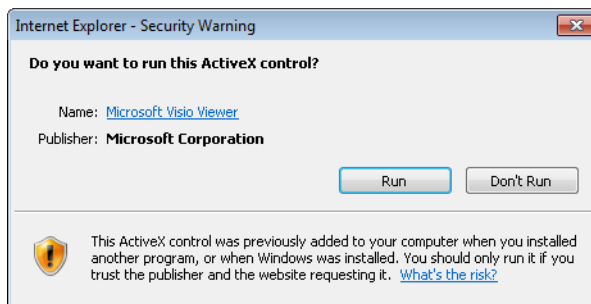 Internet Explorer - Security Warning
Do you want to run this ActiveX control?
Name: Microsoft Visio Viewer
Publisher: Microsoft Corporation
Run Don't Run
This ActiveX control was previously added to your computer when you installed
another program, or when Windows was installed. You should only run it if you
trust the publisher and the website requesting it. What's the risk?